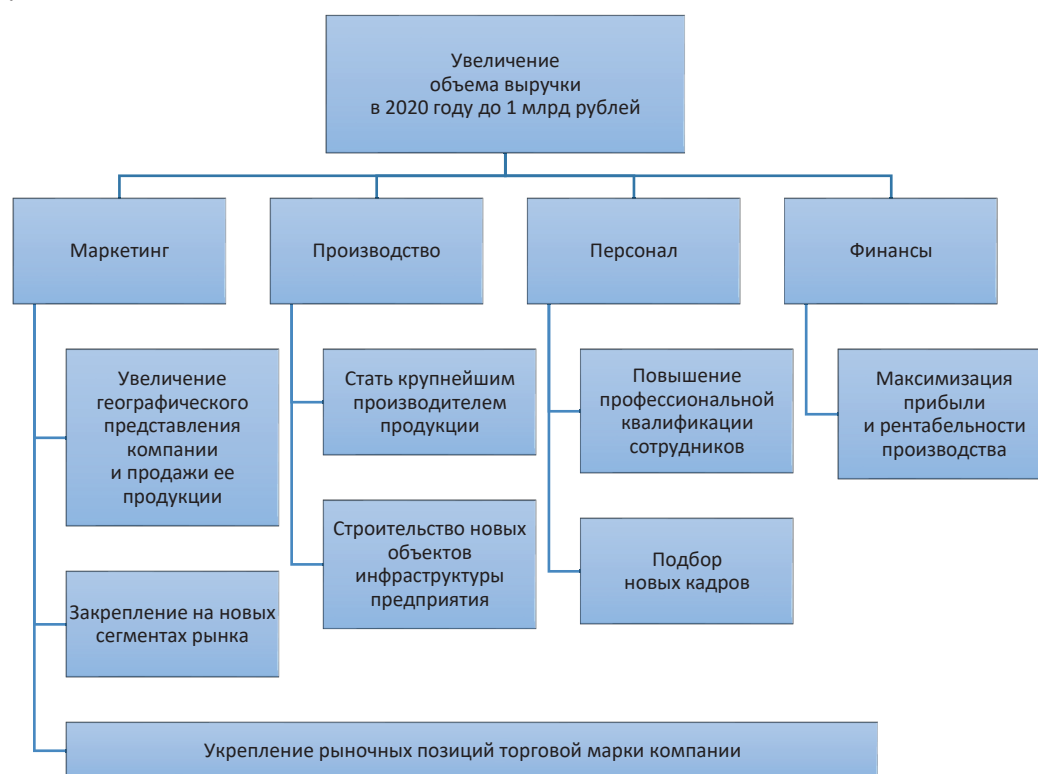 Увеличение
объема выручки
в 2020 году до 1 млрд рублей
Маркетинг
Производство
Персонал
Финансы
Увеличение
географического
представления
компании
и продажи ее
продукции
Закрепление на новых
сегментах рынка
Стать крупнейшим
производителем
продукции
Строительство новых
объектов
инфраструктуры
предприятия
Повышение
профессиональной
квалификации
сотрудников
Подбор
новых кадров
Максимизация
прибыли
и рентабельности
производства
Укрепление рыночных позиций торговой марки компании